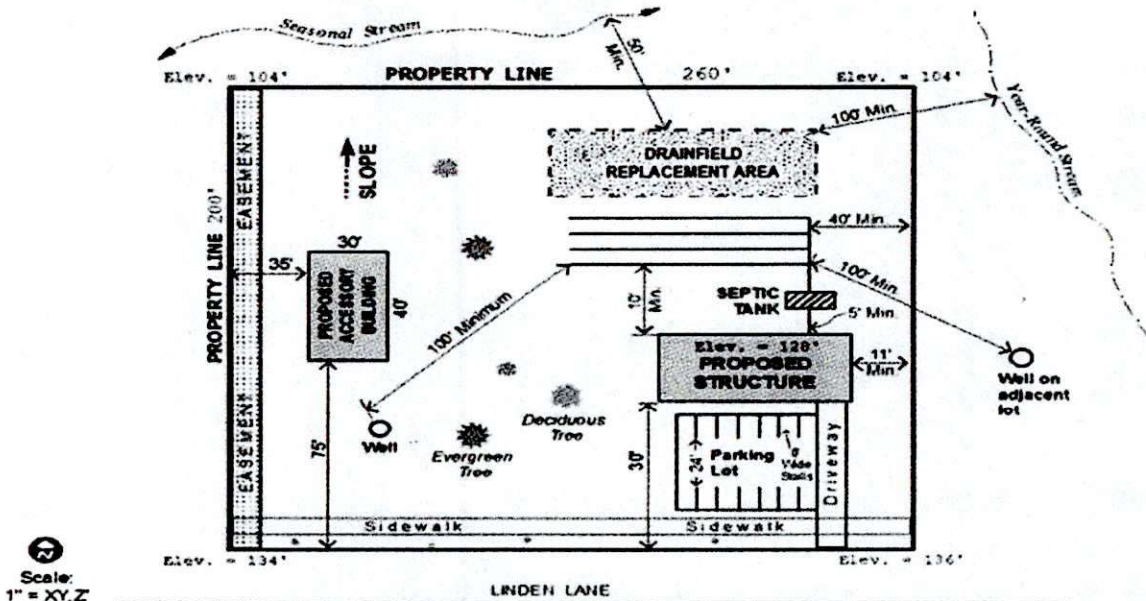 Seasonal Stream
50' Min.
Elev. = 104'
PROPERTY LINE 260'
Elev. = 104'
100' Min.
Year-Round Stream
EASEMENT
SLOPE
DRAINFIELD
REPLACEMENT AREA
PROPERTY LINE 200'
40' Min
35'
30'
PROPOSED
ACCESSORY
BUILDING
40'
100' Minimum
10' Min.
SEPTIC
TANK
100' Min.
5' Min.
Elev. = 128'
PROPOSED
STRUCTURE
11'
Min
Well on
adjacent
lot
EASEMENT
75'
Well
Deciduous
Tree
Evergreen
Tree
30'
24'
Parking
Lot
Wide
Stalls
Driveway
Sidewalk
Sidewalk
Elev. = 134'
Elev. = 136'
N
Scale:
1" = XY.Z'
LINDEN LANE